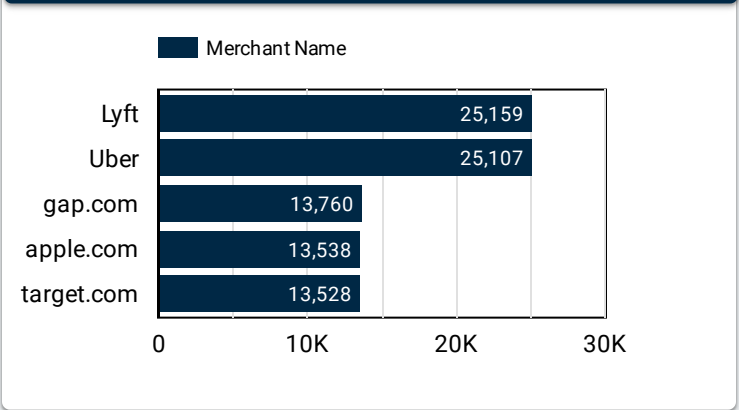 Merchant Name
Lyft 25,159
Uber 25,107
gap.com 13,760
apple.com 13,538
target.com 13,528
0 10K 20K 30K